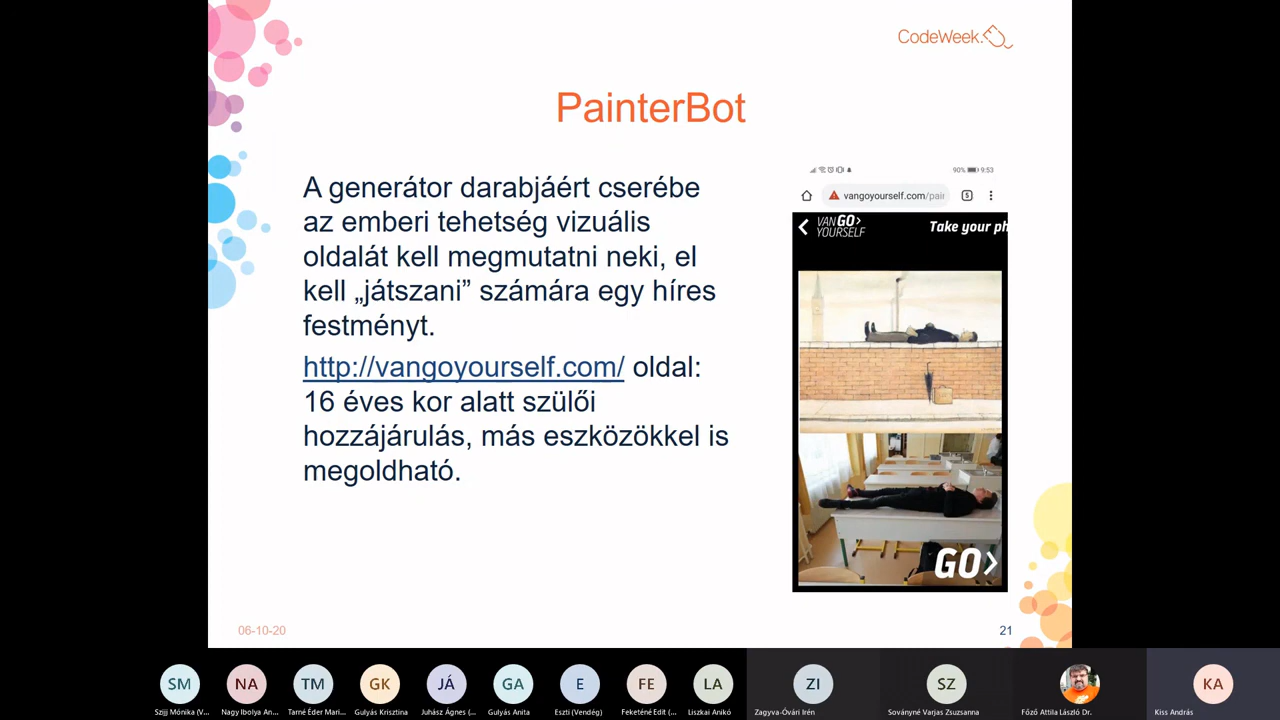 CodeWeek
PainterBot
A generátor darabjáért cserébe
az emberi tehetség vizuális
oldalát kell megmutatni neki, el
kell „játszani” számára egy híres
festményt.
http://vangoyourself.com/ oldal:
16 éves kor alatt szülői
hozzájárulás, más eszközökkel is
megoldható.
90% 9:53
vangoyourself.com/pain
VAN GO>
YOURSELF
Take your ph
GO>
06-10-20
21
SM NA TM GK JÁ GA E FE LA ZI SZ KA
Szijj Mónika (V... Nagy Ibolya An... Tarné Éder Mari... Gulyás Krisztina Juhász Ágnes (... Gulyás Anita Eszti (Vendég) Feketéné Edit (... Liszkai Anikó Zagyva-Óvári Irén Soványné Varjas Zsuzsanna Főző Attila László Dr. Kiss András